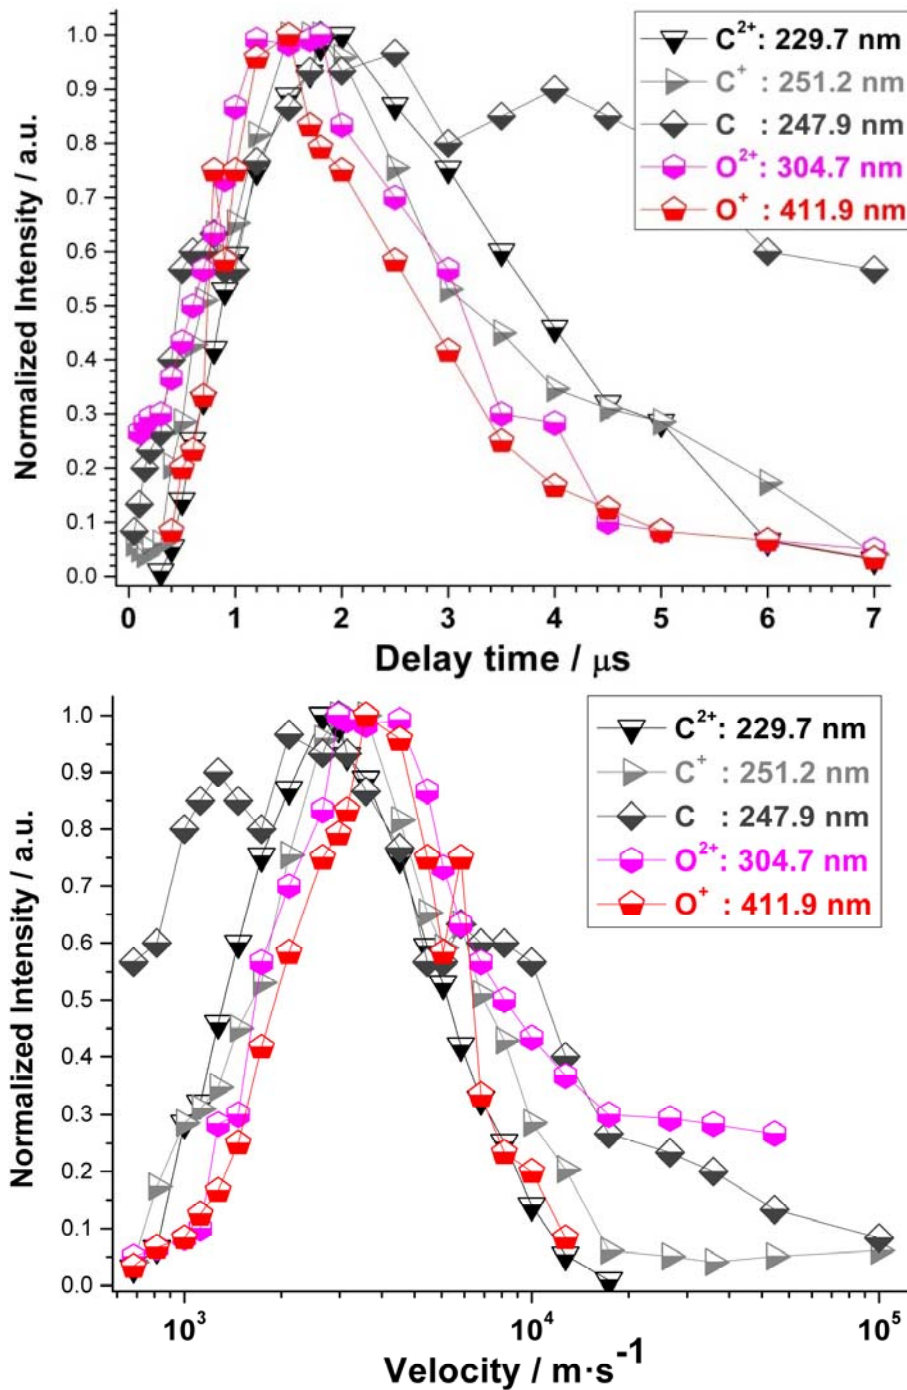 1.0
0.9
0.8
0.7
0.6
0.5
0.4
0.3
0.2
0.1
0.0
Normalized Intensity / a.u.
C²⁺: 229.7 nm
C⁺ : 251.2 nm
C : 247.9 nm
O²⁺: 304.7 nm
O⁺ : 411.9 nm
0 1 2 3 4 5 6 7
Delay time / μs
1.0
0.9
0.8
0.7
0.6
0.5
0.4
0.3
0.2
0.1
0.0
Normalized Intensity / a.u.
C²⁺: 229.7 nm
C⁺ : 251.2 nm
C : 247.9 nm
O²⁺: 304.7 nm
O⁺ : 411.9 nm
10³ 10⁴ 10⁵
Velocity / m·s⁻¹